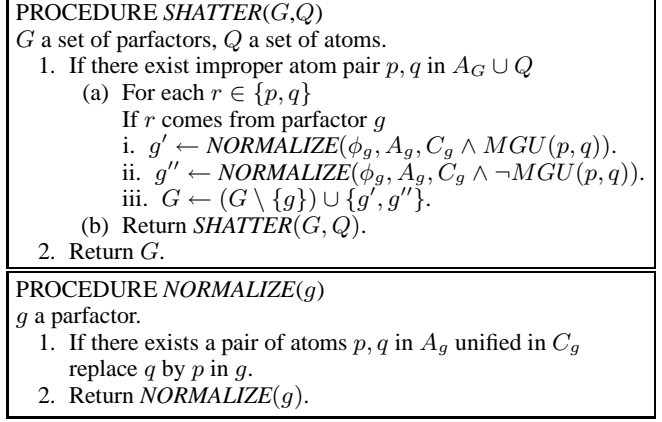 PROCEDURE SHATTER(G,Q)
G a set of parfactors, Q a set of atoms.
1. If there exist improper atom pair p, q in A_G ∪ Q
(a) For each r ∈ {p, q}
If r comes from parfactor g
i. g′ ← NORMALIZE(ϕ_g, A_g, C_g ∧ MGU(p, q)).
ii. g′′ ← NORMALIZE(ϕ_g, A_g, C_g ∧ ¬MGU(p, q)).
iii. G ← (G \ {g}) ∪ {g′, g′′}.
(b) Return SHATTER(G, Q).
2. Return G.
PROCEDURE NORMALIZE(g)
g a parfactor.
1. If there exists a pair of atoms p, q in A_g unified in C_g
replace q by p in g.
2. Return NORMALIZE(g).